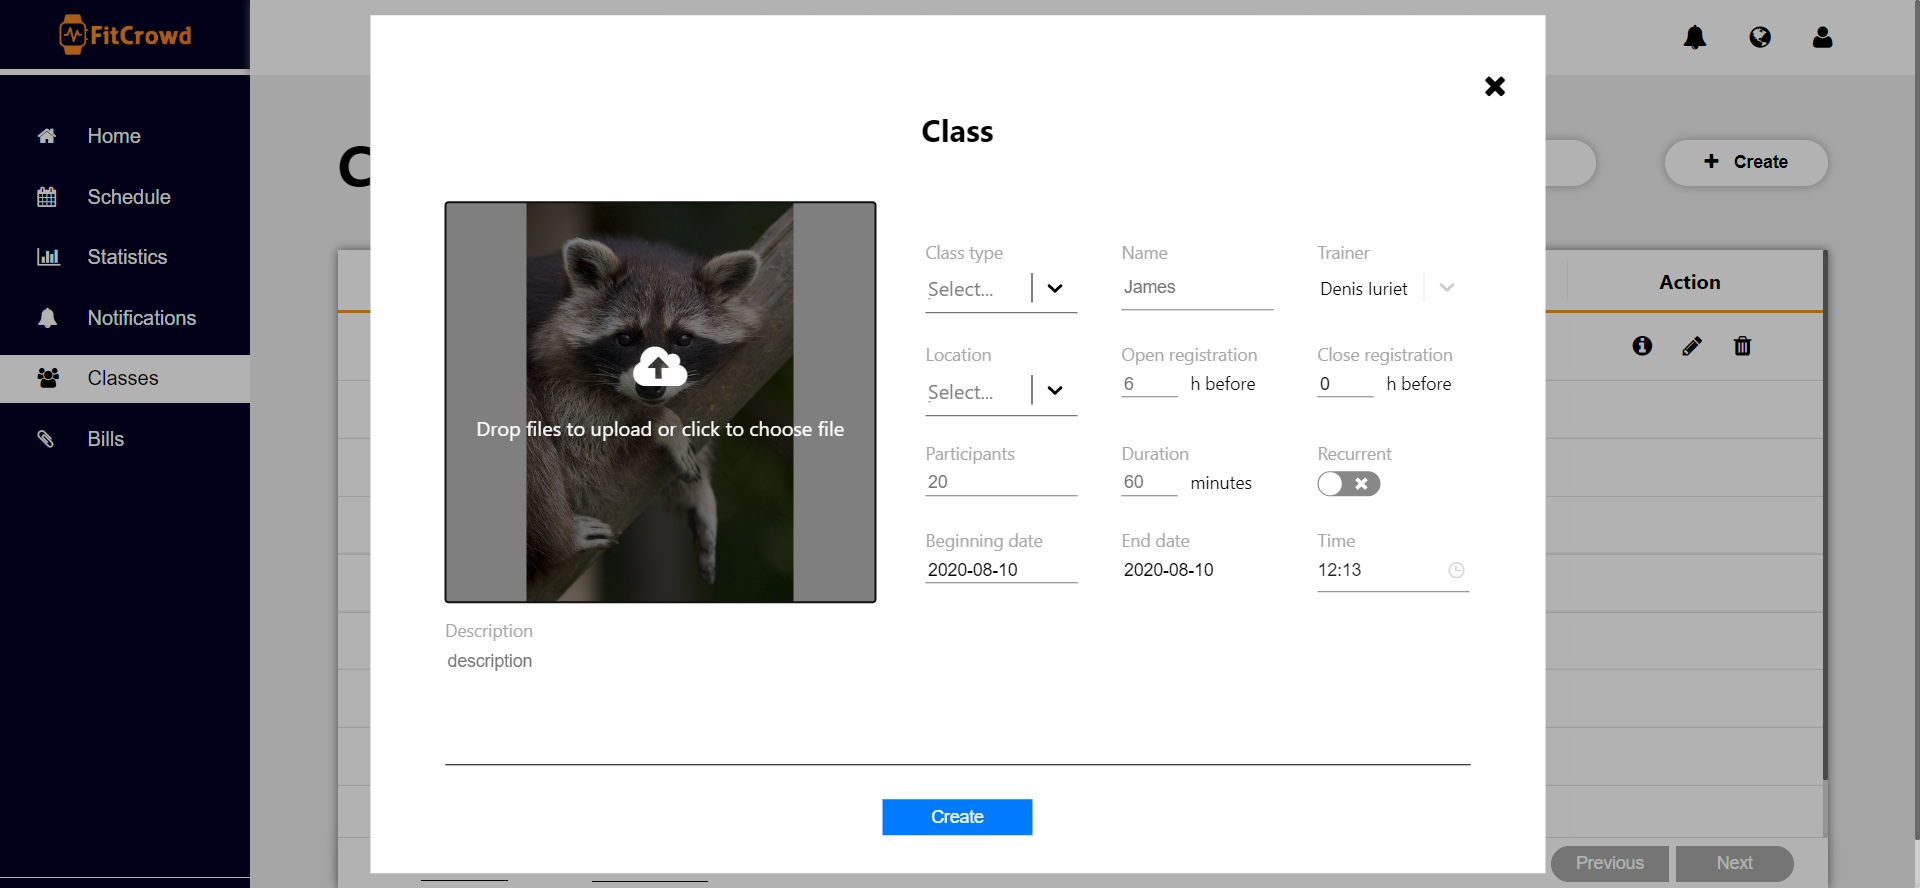 FitCrowd
Home
Schedule
Statistics
Notifications
Classes
Bills
C
Create
Action
Previous
Next
Class
Drop files to upload or click to choose file
Class type
Name
Trainer
Select...
James
Denis Iuriet
Location
Open registration
Close registration
Select...
6 h before
0 h before
Participants
Duration
Recurrent
20
60 minutes
Beginning date
End date
Time
2020-08-10
2020-08-10
12:13
Description
description
Create